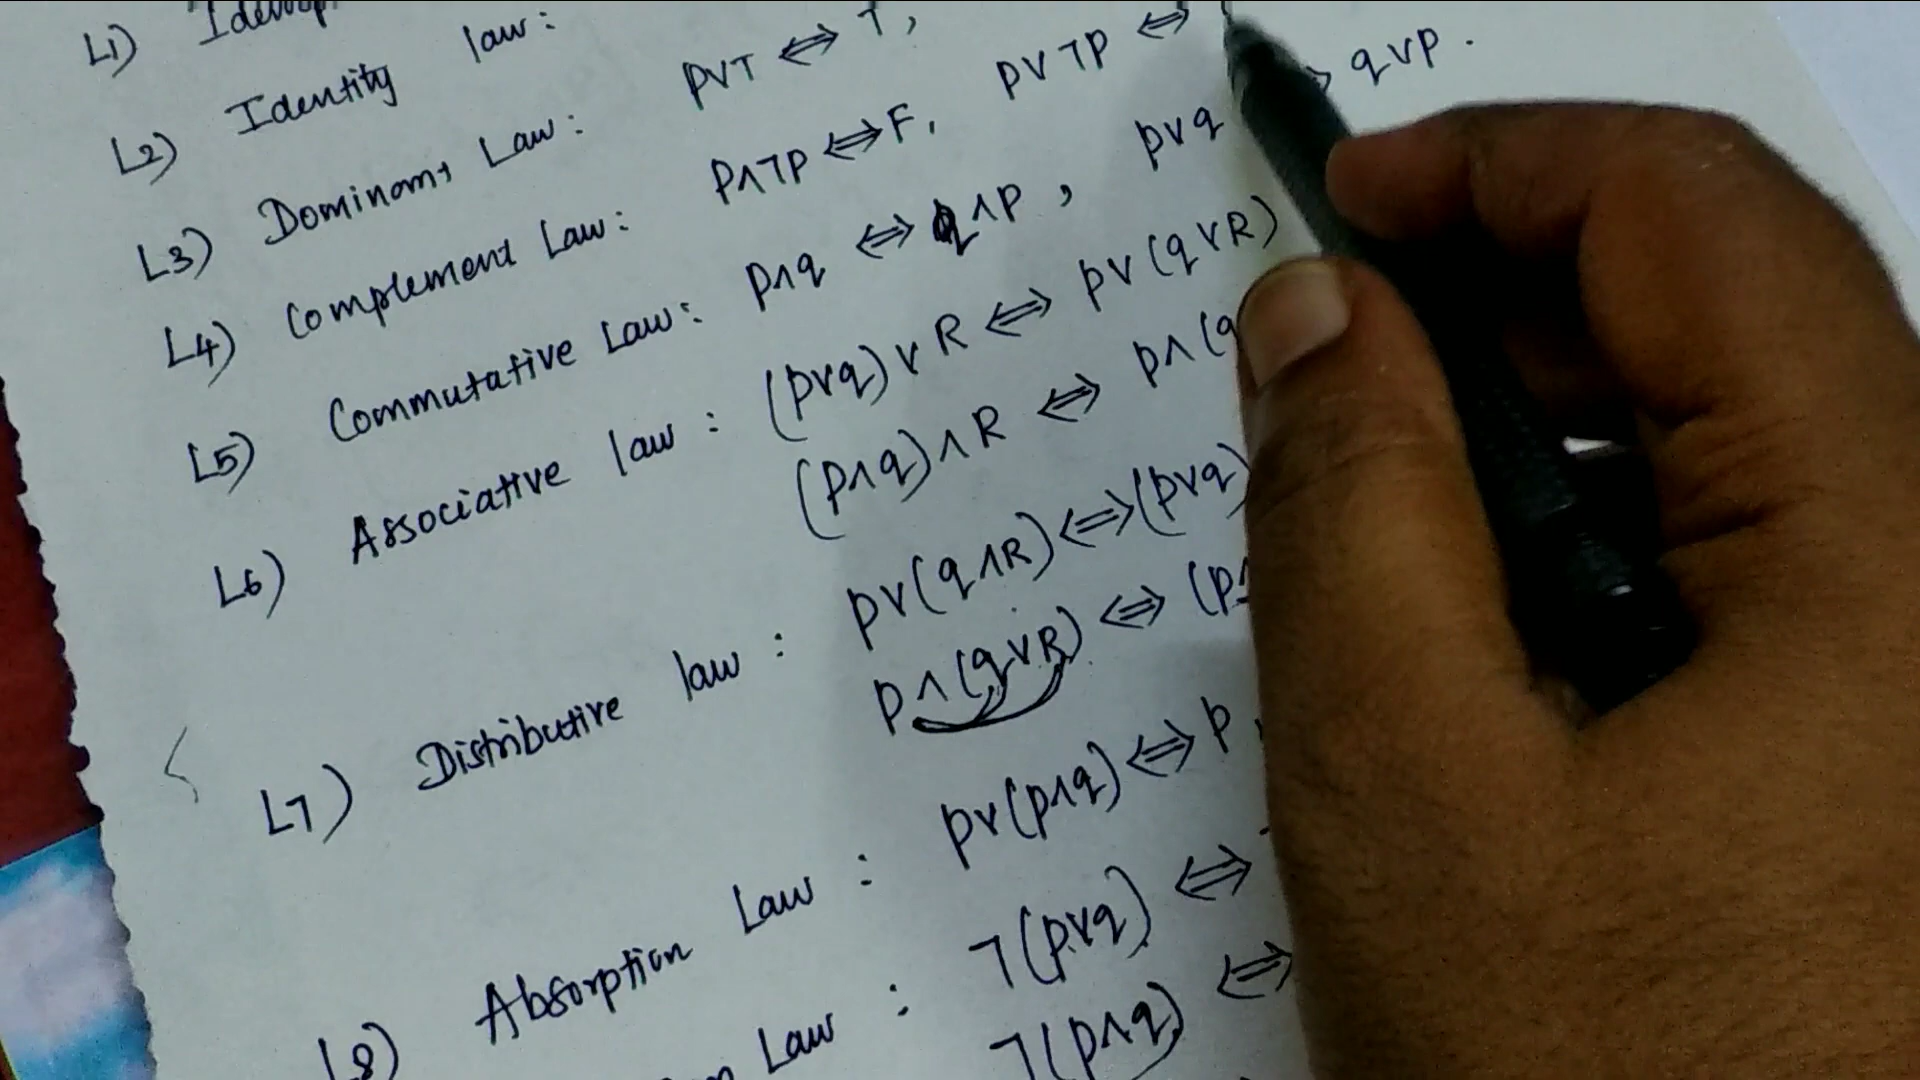 L1)
L2) Identity law:
L3) Dominant Law: p∨T ⇔ T,
L4) Complement Law: p∧¬p ⇔ F, p∨¬p ⇔
L5) Commutative Law: p∧q ⇔ q∧p, p∨q q∨p.
L6) Associative law: (p∨q)∨R ⇔ p∨(q∨R)
(p∧q)∧R ⇔ p∧(q
L7) Distributive law: p∨(q∧R) ⇔ (p∨q)
p∧(q∨R) ⇔ (p∧
L8) Absorption Law: p∨(p∧q) ⇔ p,
Law: ¬(p∨q) ⇔
¬(p∧q) ⇔